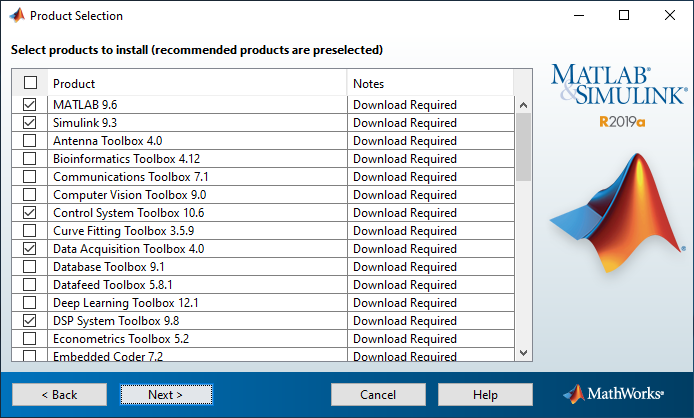 Product Selection
Select products to install (recommended products are preselected)
Product Notes
MATLAB 9.6 Download Required
Simulink 9.3 Download Required
Antenna Toolbox 4.0 Download Required
Bioinformatics Toolbox 4.12 Download Required
Communications Toolbox 7.1 Download Required
Computer Vision Toolbox 9.0 Download Required
Control System Toolbox 10.6 Download Required
Curve Fitting Toolbox 3.5.9 Download Required
Data Acquisition Toolbox 4.0 Download Required
Database Toolbox 9.1 Download Required
Datafeed Toolbox 5.8.1 Download Required
Deep Learning Toolbox 12.1 Download Required
DSP System Toolbox 9.8 Download Required
Econometrics Toolbox 5.2 Download Required
Embedded Coder 7.2 Download Required
MATLAB®
&SIMULINK®
R2019a
®
< Back Next > Cancel Help MathWorks®